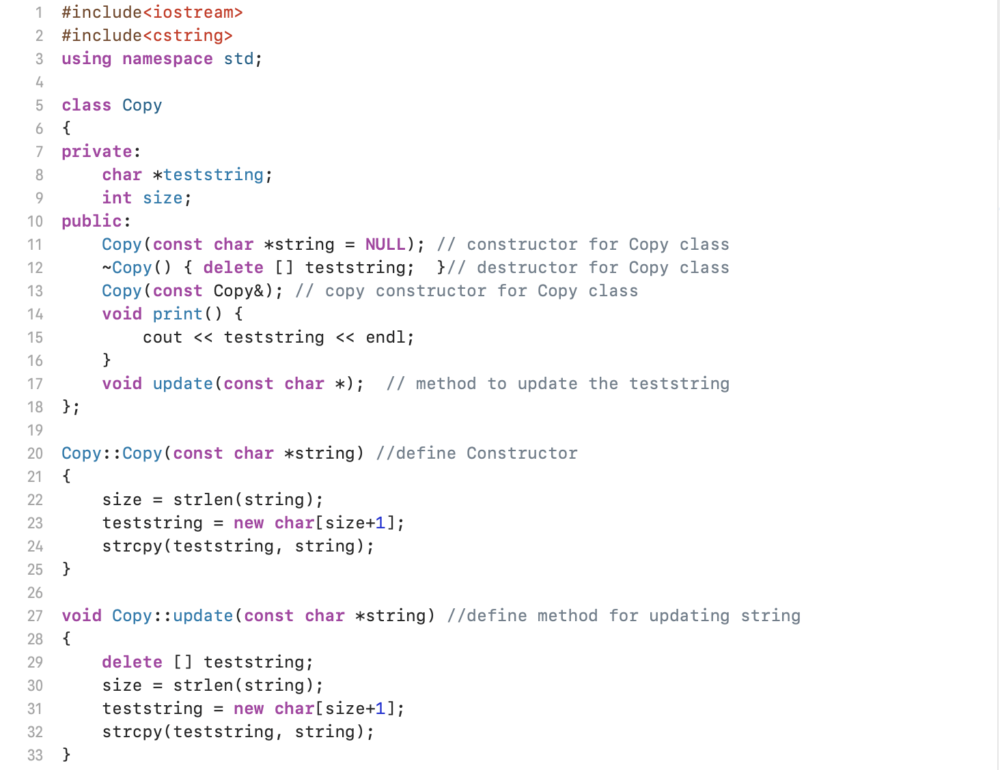 1 #include<iostream>
2 #include<cstring>
3 using namespace std;
4
5 class Copy
6 {
7 private:
8     char *teststring;
9     int size;
10 public:
11     Copy(const char *string = NULL); // constructor for Copy class
12     ~Copy() { delete [] teststring;  }// destructor for Copy class
13     Copy(const Copy&); // copy constructor for Copy class
14     void print() {
15         cout << teststring << endl;
16     }
17     void update(const char *);  // method to update the teststring
18 };
19
20 Copy::Copy(const char *string) //define Constructor
21 {
22     size = strlen(string);
23     teststring = new char[size+1];
24     strcpy(teststring, string);
25 }
26
27 void Copy::update(const char *string) //define method for updating string
28 {
29     delete [] teststring;
30     size = strlen(string);
31     teststring = new char[size+1];
32     strcpy(teststring, string);
33 }